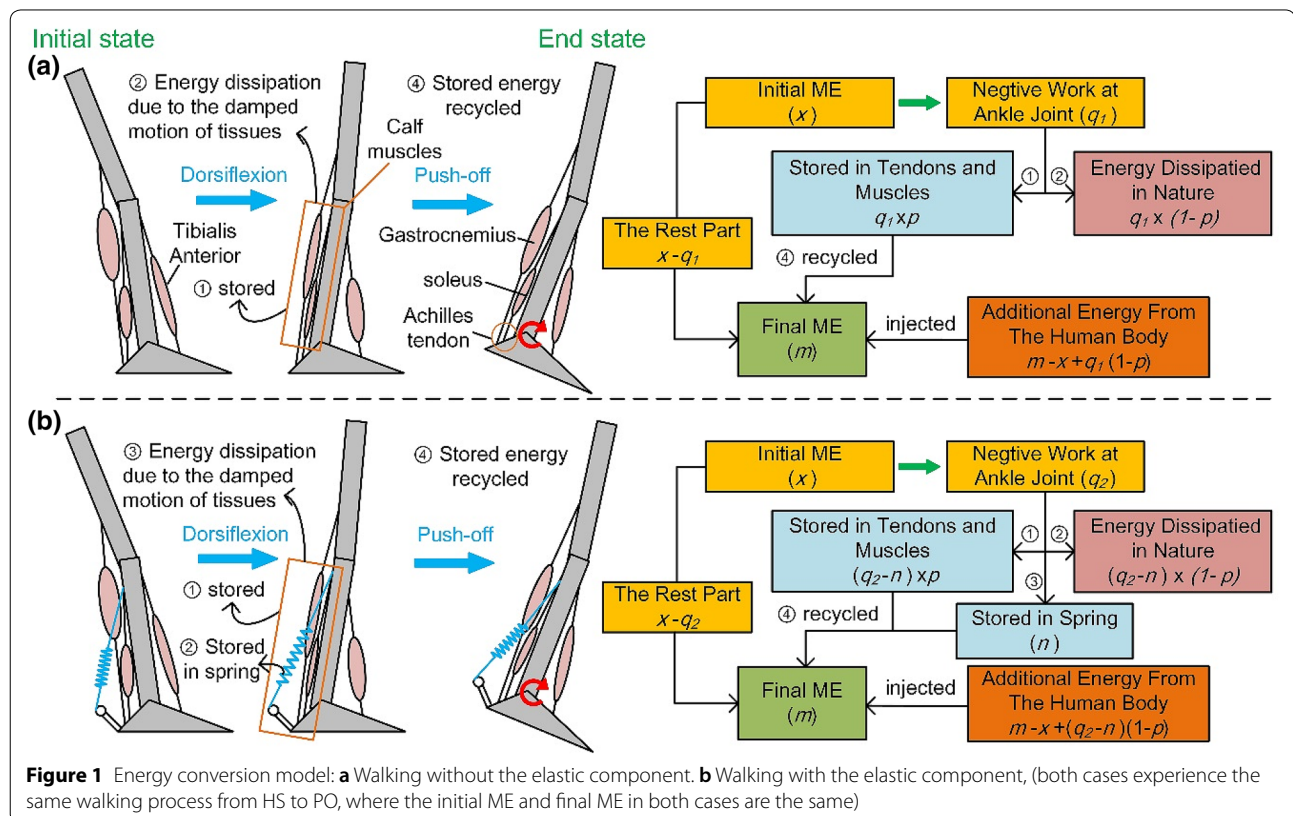 Initial state
End state
(a)
② Energy dissipation
due to the damped
motion of tissues
④ Stored energy
recycled
Calf
muscles
Dorsiflexion
Push-off
Tibialis
Anterior
① stored
Gastrocnemius
soleus
Achilles
tendon
Initial ME
(x)
Negtive Work at
Ankle Joint (q1)
Stored in Tendons and
Muscles
q1xp
①
②
Energy Dissipatied
in Nature
q1 x (1- p)
The Rest Part
x-q1
④ recycled
Final ME
(m)
injected
Additional Energy From
The Human Body
m-x+q1(1-p)
(b)
③ Energy dissipation
due to the damped
motion of tissues
④ Stored energy
recycled
Dorsiflexion
Push-off
① stored
② Stored
in spring
Initial ME
(x)
Negtive Work at
Ankle Joint (q2)
Stored in Tendons and
Muscles
(q2-n)xp
①
②
③
Energy Dissipatied
in Nature
(q2-n) x (1-p)
The Rest Part
x-q2
④ recycled
Stored in Spring
(n)
Final ME
(m)
injected
Additional Energy From
The Human Body
m-x+(q2-n)(1-p)
Figure 1 Energy conversion model: a Walking without the elastic component. b Walking with the elastic component, (both cases experience the
same walking process from HS to PO, where the initial ME and final ME in both cases are the same)